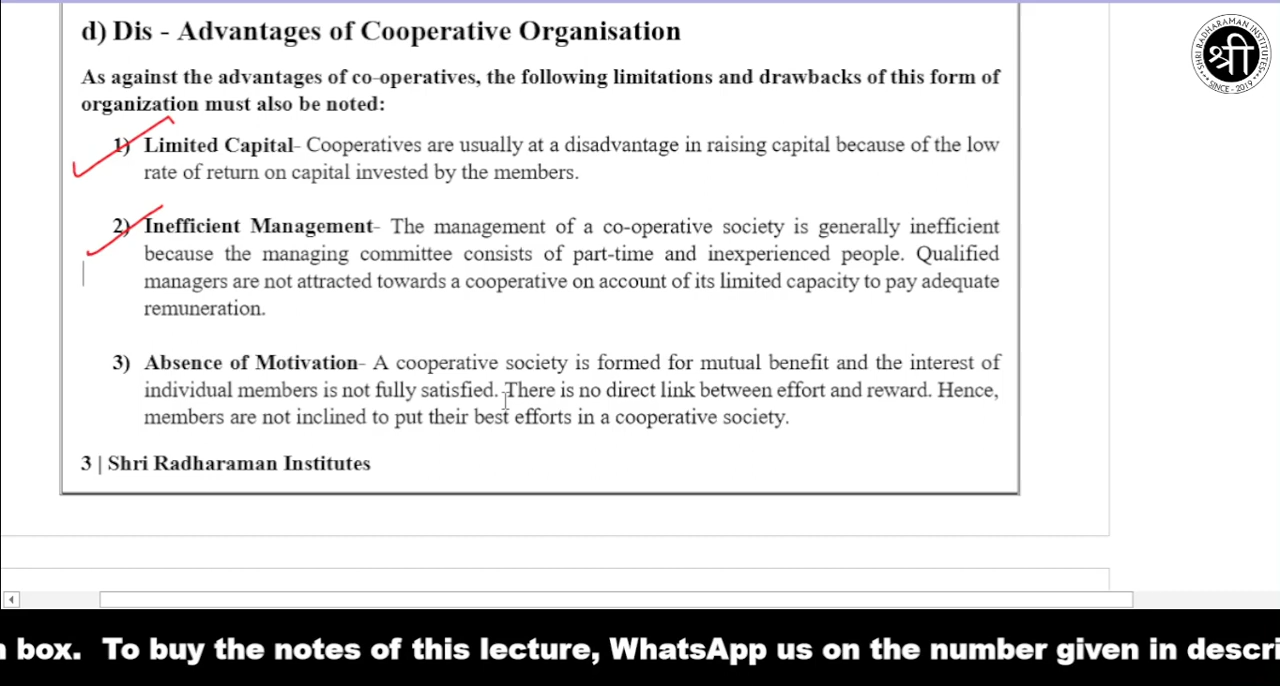 d) Dis - Advantages of Cooperative Organisation
SHRI RADHARAMAN INSTITUTES
श्री
SINCE - 2019
As against the advantages of co-operatives, the following limitations and drawbacks of this form of
organization must also be noted:
1) Limited Capital- Cooperatives are usually at a disadvantage in raising capital because of the low
rate of return on capital invested by the members.
2) Inefficient Management- The management of a co-operative society is generally inefficient
because the managing committee consists of part-time and inexperienced people. Qualified
managers are not attracted towards a cooperative on account of its limited capacity to pay adequate
remuneration.
3) Absence of Motivation- A cooperative society is formed for mutual benefit and the interest of
individual members is not fully satisfied. There is no direct link between effort and reward. Hence,
members are not inclined to put their best efforts in a cooperative society.
3 | Shri Radharaman Institutes
n box. To buy the notes of this lecture, WhatsApp us on the number given in descri